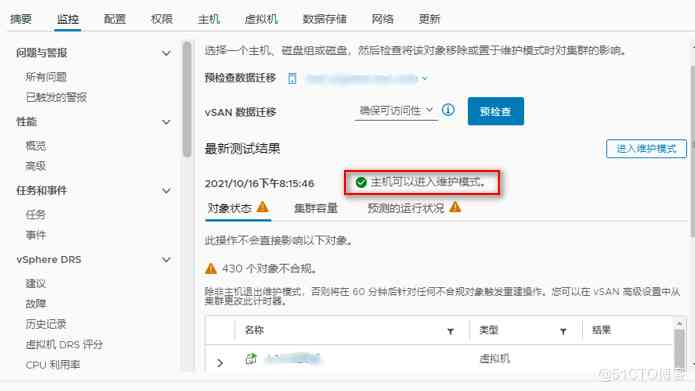 摘要 监控 配置 权限 主机 虚拟机 数据存储 网络 更新
问题与警报
所有问题
已触发的警报
性能
概览
高级
任务和事件
任务
事件
vSphere DRS
建议
故障
历史记录
虚拟机 DRS 评分
CPU 利用率
选择一个主机、磁盘组或磁盘，然后检查将该对象移除或置于维护模式时对集群的影响。
预检查数据迁移
vSAN 数据迁移 确保可访问性 预检查
最新测试结果 进入维护模式
2021/10/16下午8:15:46 主机可以进入维护模式。
对象状态 集群容量 预测的运行状况
此操作不会直接影响以下对象。
430 个对象不合规。
除非主机退出维护模式，否则将在 60 分钟后针对任何不合规对象触发重建操作。您可以在 vSAN 高级设置中从
集群更改此计时器。
名称 类型 结果
虚拟机
@51CTO博客